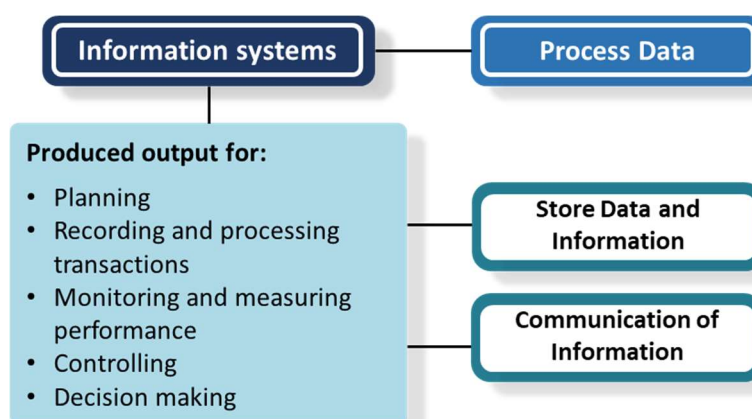 Information systems
Process Data
Produced output for:
• Planning
• Recording and processing
transactions
• Monitoring and measuring
performance
• Controlling
• Decision making
Store Data and
Information
Communication of
Information